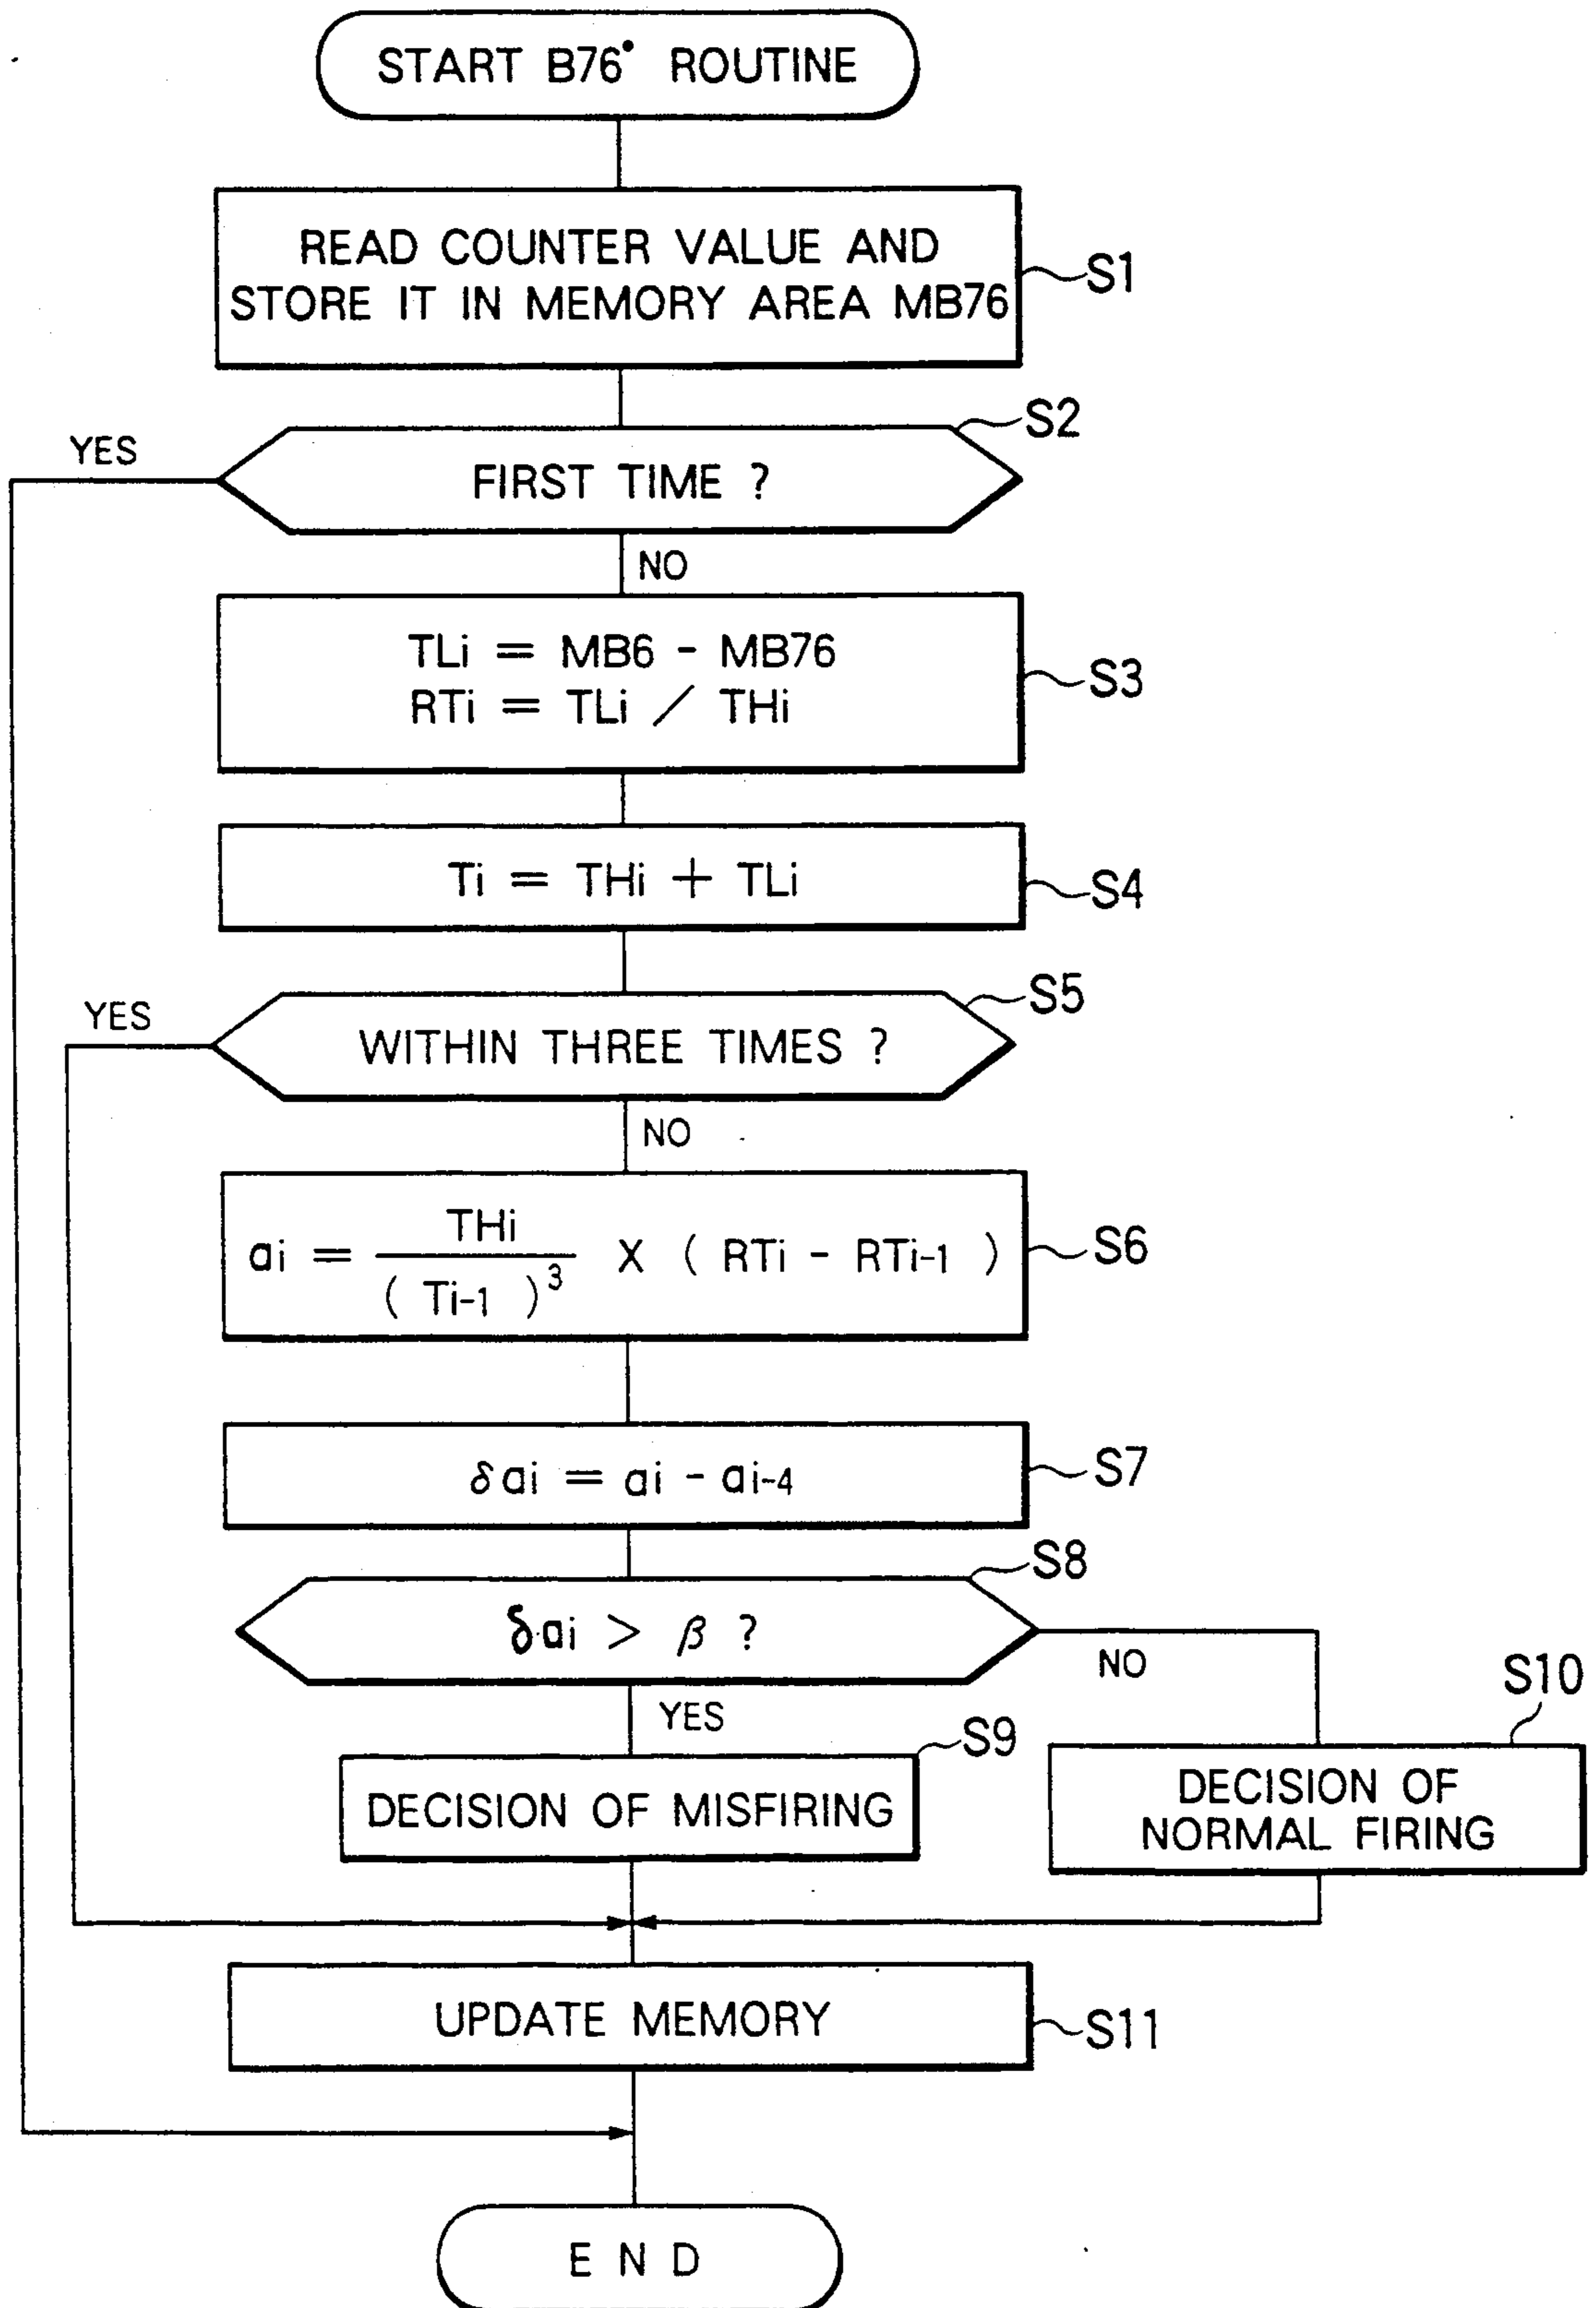 START B76° ROUTINE
READ COUNTER VALUE AND
STORE IT IN MEMORY AREA MB76
S1
S2
YES
FIRST TIME ?
NO
TLi = MB6 - MB76
RTi = TLi / THi
S3
Ti = THi + TLi
S4
S5
YES
WITHIN THREE TIMES ?
NO
ai = THi / ( Ti-1 )³ X ( RTi - RTi-1 )
S6
δai = ai - ai-4
S7
S8
δai > β ?
NO
YES
S9
S10
DECISION OF MISFIRING
DECISION OF
NORMAL FIRING
UPDATE MEMORY
S11
END